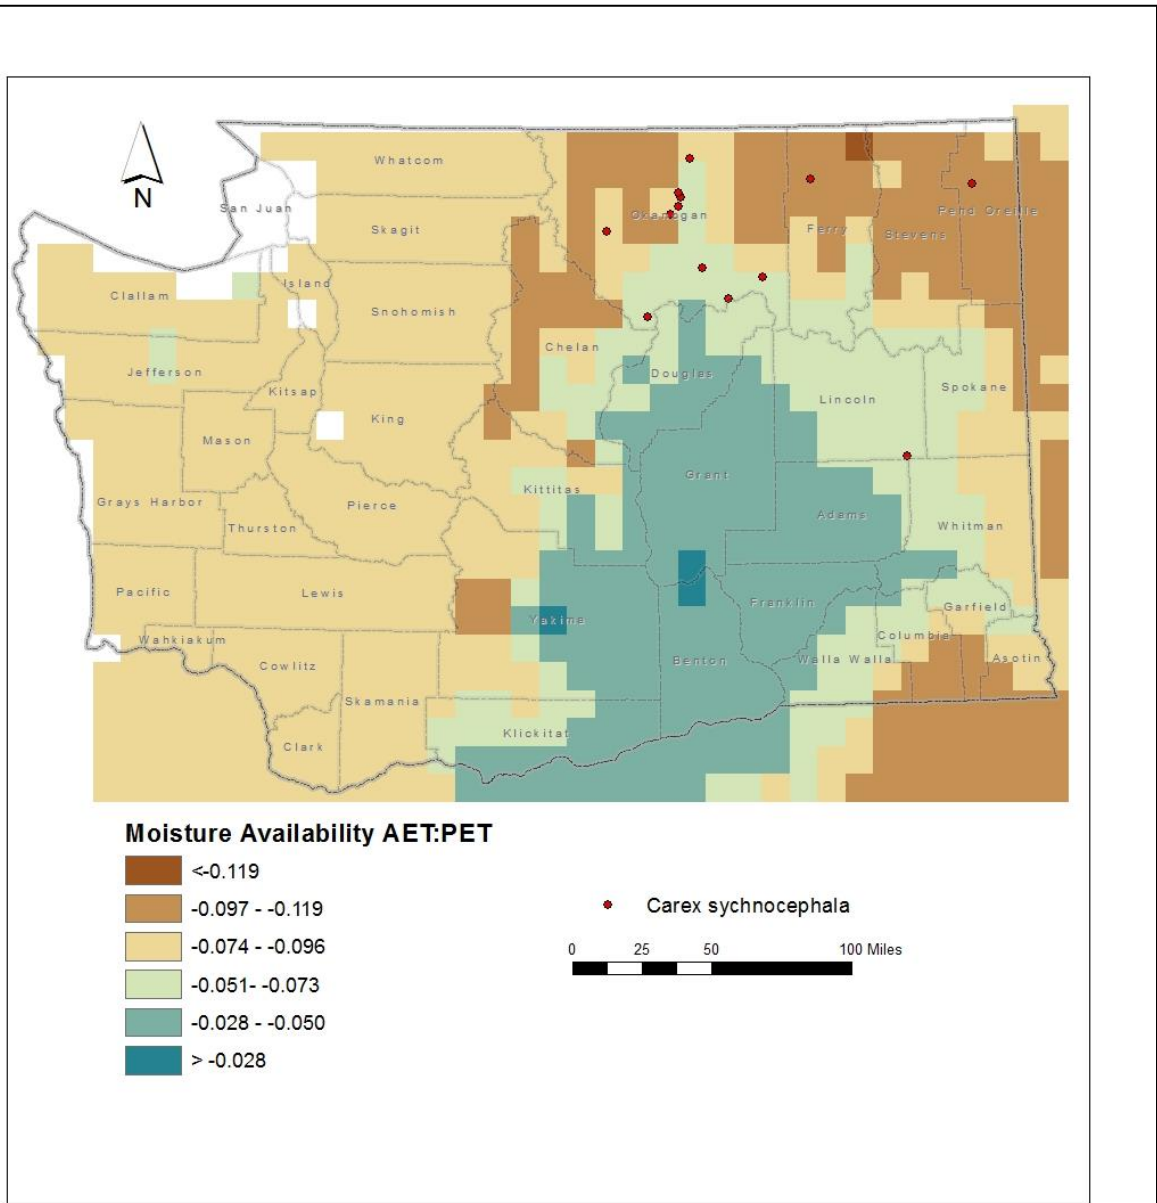 Whatcom
N
San Juan
Okanogan
Pend Oreille
Skagit
Ferry
Stevens
Island
Clallam
Snohomish
Chelan
Jefferson
Douglas
Kitsap
Spokane
Lincoln
King
Mason
Grant
Kittitas
Grays Harbor
Pierce
Adams
Thurston
Whitman
Pacific
Lewis
Franklin
Garfield
Yakima
Wahkiakum
Columbia
Cowlitz
Benton
Walla Walla
Asotin
Skamania
Klickitat
Clark
Moisture Availability AET:PET
<-0.119
-0.097 - -0.119
-0.074 - -0.096
-0.051- -0.073
-0.028 - -0.050
> -0.028
Carex sychnocephala
0 25 50 100 Miles